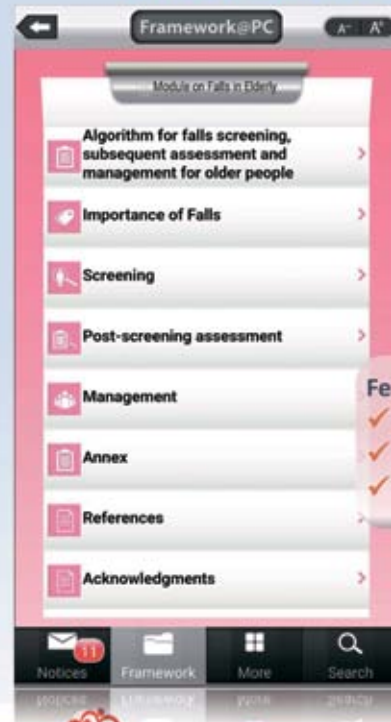 Framework@PC
A- A+
Module on Falls in Elderly
Algorithm for falls screening,
subsequent assessment and
management for older people
Importance of Falls
Screening
Post-screening assessment
Management
Fe
Annex
References
Acknowledgments
11
Notices
Framework
More
Search